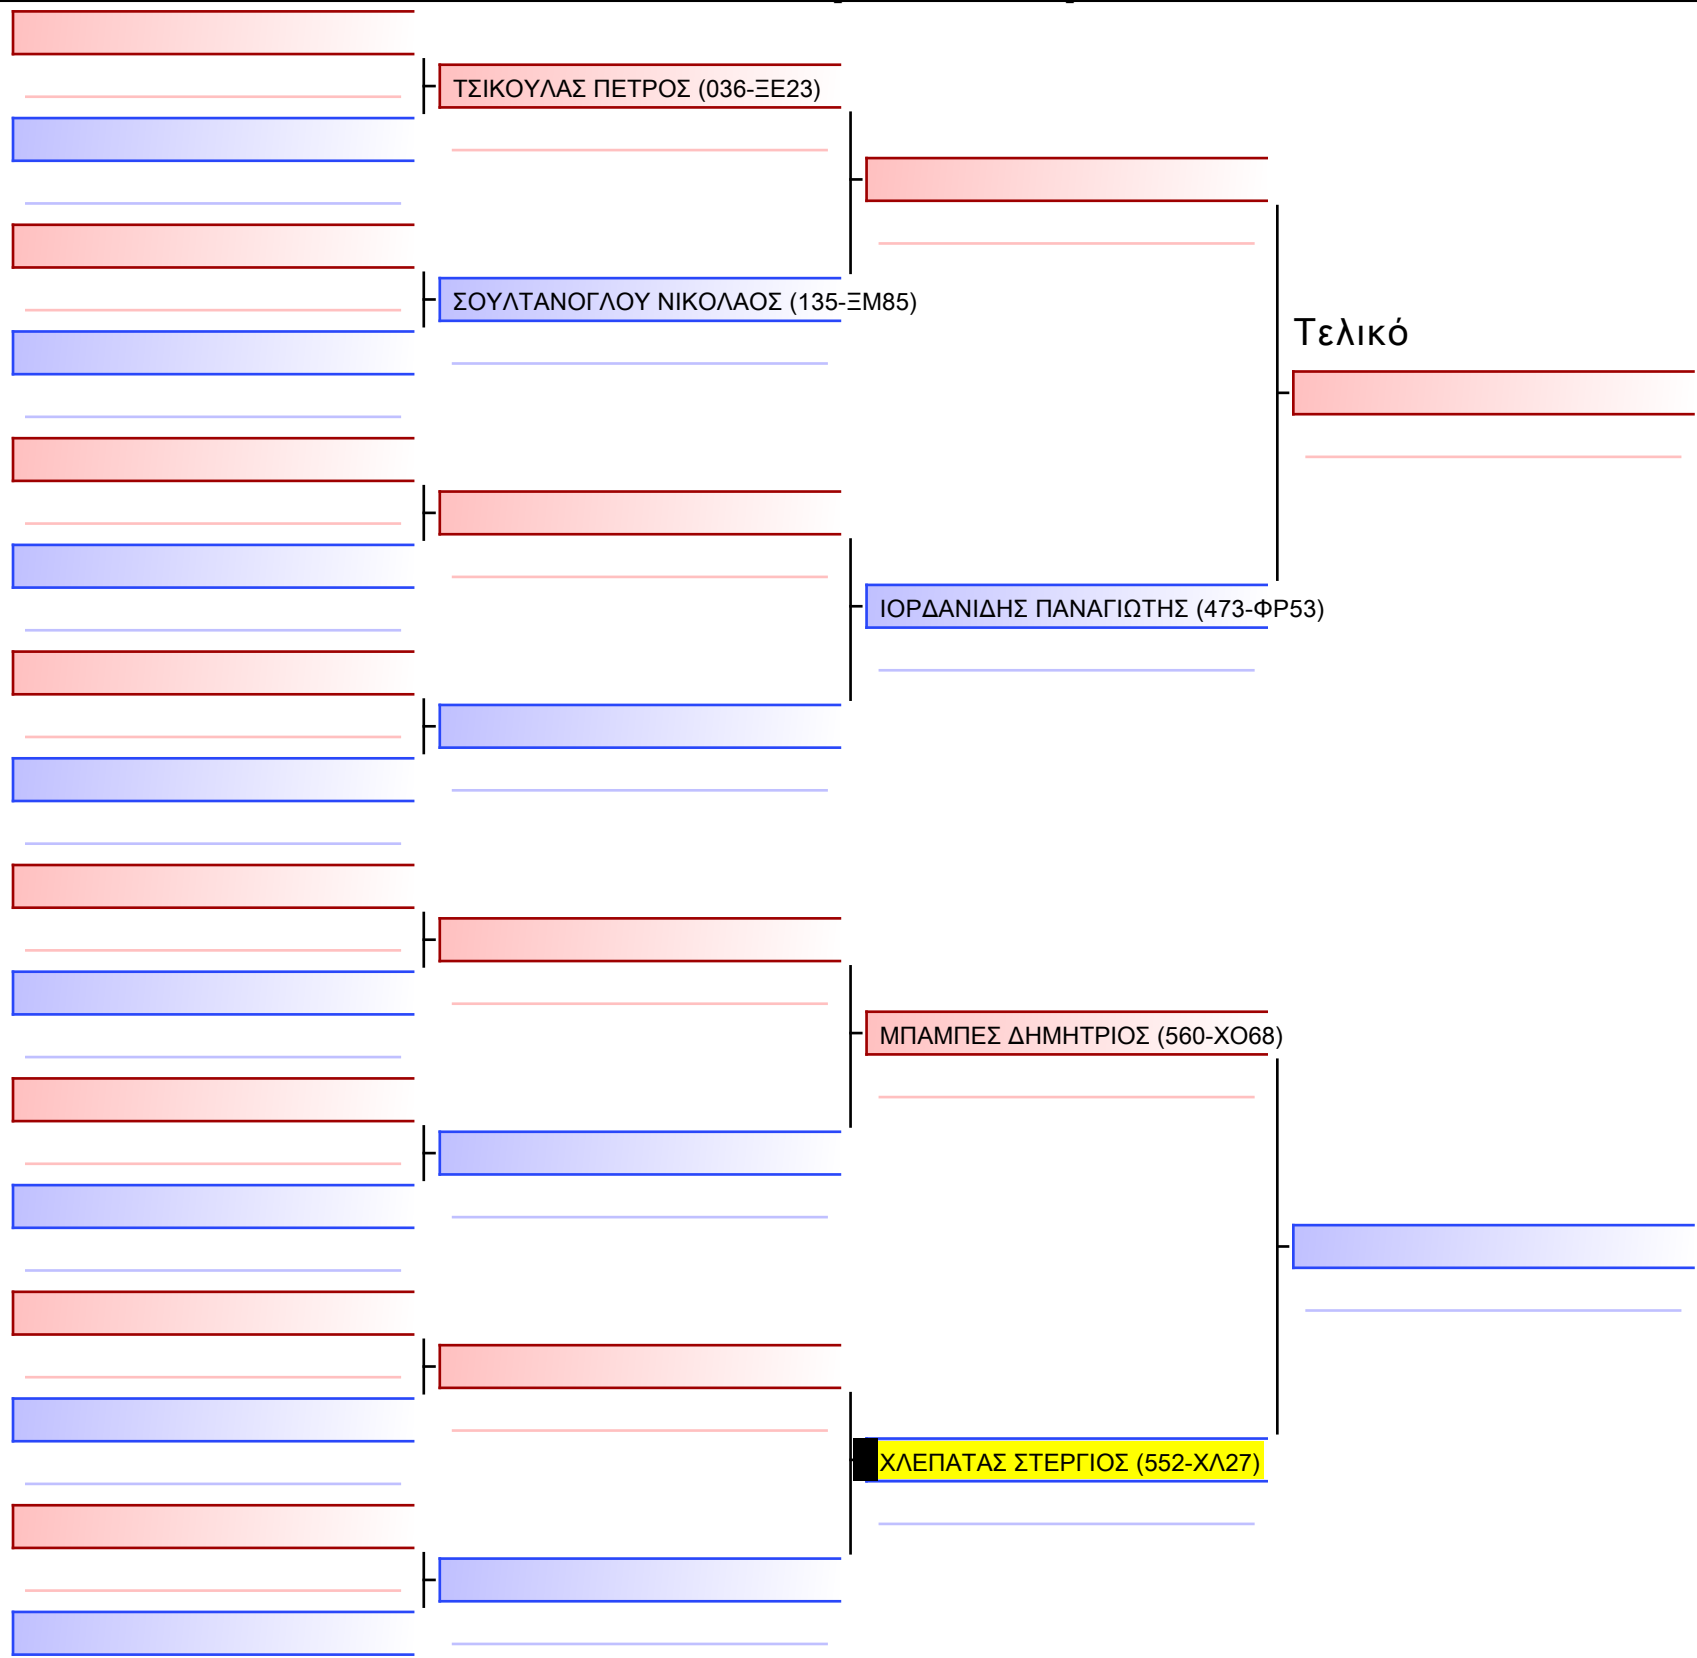 ΤΣΙΚΟΥΛΑΣ ΠΕΤΡΟΣ (036-ΞΕ23)
ΣΟΥΛΤΑΝΟΓΛΟΥ ΝΙΚΟΛΑΟΣ (135-ΞΜ85)
Τελικό
ΙΟΡΔΑΝΙΔΗΣ ΠΑΝΑΓΙΩΤΗΣ (473-ΦΡ53)
ΜΠΑΜΠΕΣ ΔΗΜΗΤΡΙΟΣ (560-ΧΟ68)
ΧΛΕΠΑΤΑΣ ΣΤΕΡΓΙΟΣ (552-ΧΛ27)